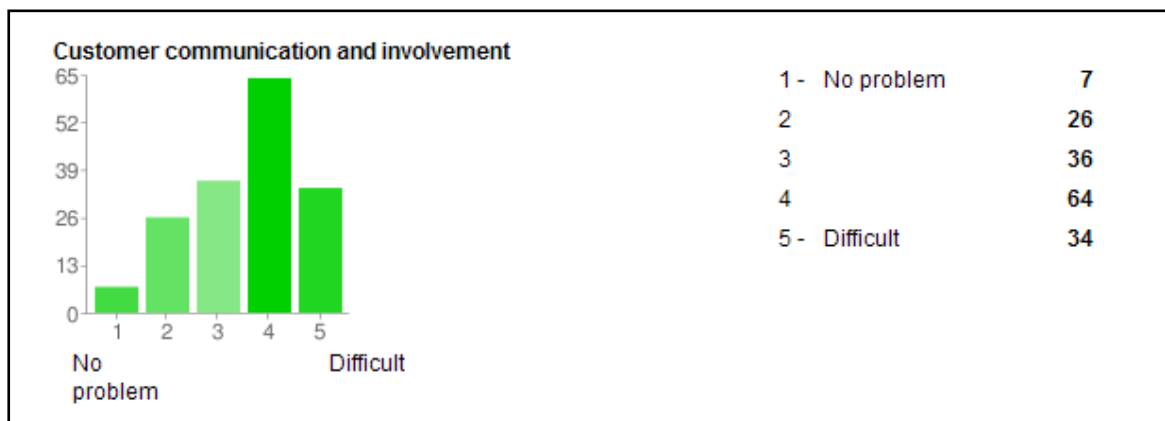 Customer communication and involvement
65
52
39
26
13
0
1 2 3 4 5
No problem
Difficult
1 - No problem 7
2 26
3 36
4 64
5 - Difficult 34